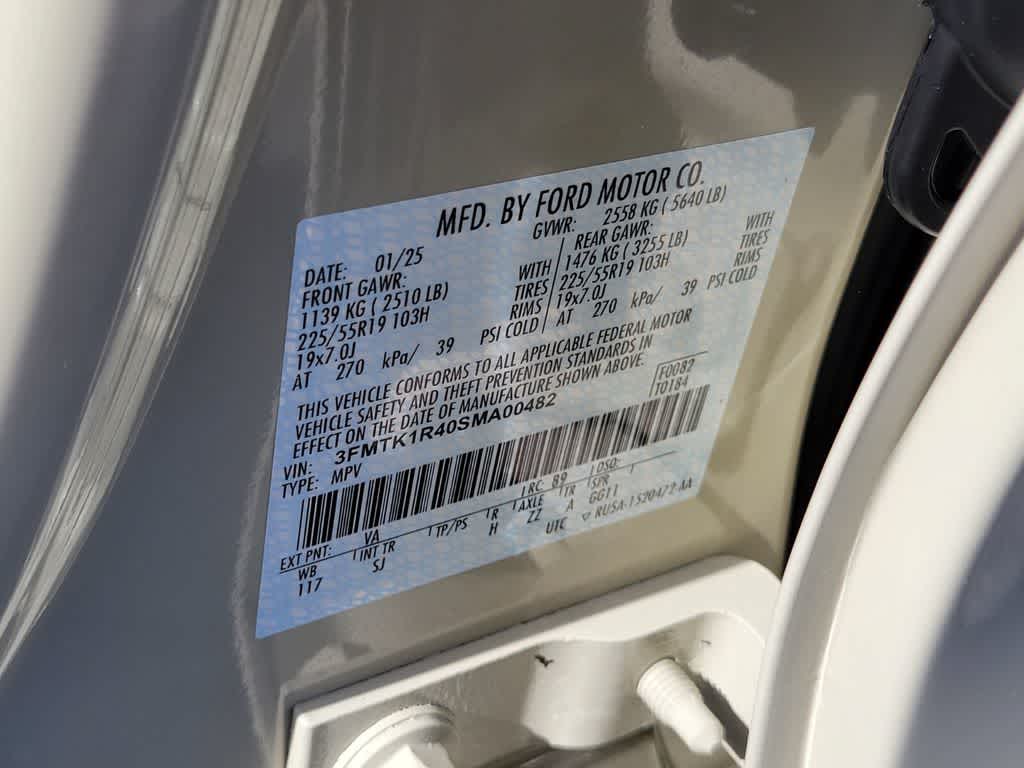 MFD. BY FORD MOTOR CO.
DATE: 01/25 GVWR: 2558 KG ( 5640 LB)
FRONT GAWR: REAR GAWR:
1139 KG ( 2510 LB) WITH 1476 KG ( 3255 LB) WITH
225/55R19 103H TIRES 225/55R19 103H TIRES
19x7.0J RIMS 19x7.0J RIMS
AT 270 kPa/ 39 PSI COLD AT 270 kPa/ 39 PSI COLD
THIS VEHICLE CONFORMS TO ALL APPLICABLE FEDERAL MOTOR
VEHICLE SAFETY AND THEFT PREVENTION STANDARDS IN
EFFECT ON THE DATE OF MANUFACTURE SHOWN ABOVE.
VIN: 3FMTK1R40SMA00482 F0082
TYPE: MPV T0184
EXT PNT: VA RC: 89 DSO:
WB INT TR TP/PS R AXLE TR SPR
117 SJ H ZZ A GG11
UTC RU5A-1520472-AA